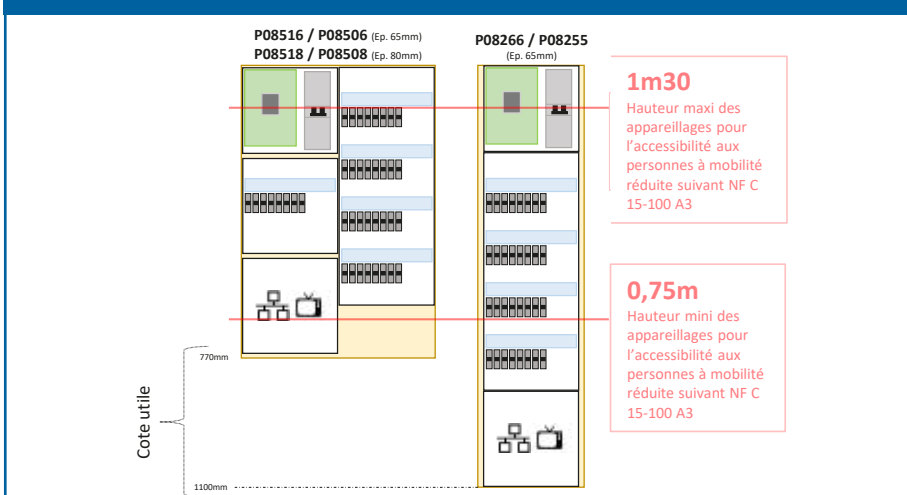 P08516 / P08506 (Ep. 65mm)
P08518 / P08508 (Ep. 80mm)
P08266 / P08255
(Ep. 65mm)
1m30
Hauteur maxi des
appareillages pour
l'accessibilité aux
personnes à mobilité
réduite suivant NF C
15-100 A3
0,75m
Hauteur mini des
appareillages pour
l'accessibilité aux
personnes à mobilité
réduite suivant NF C
15-100 A3
770mm
Cote utile
1100mm